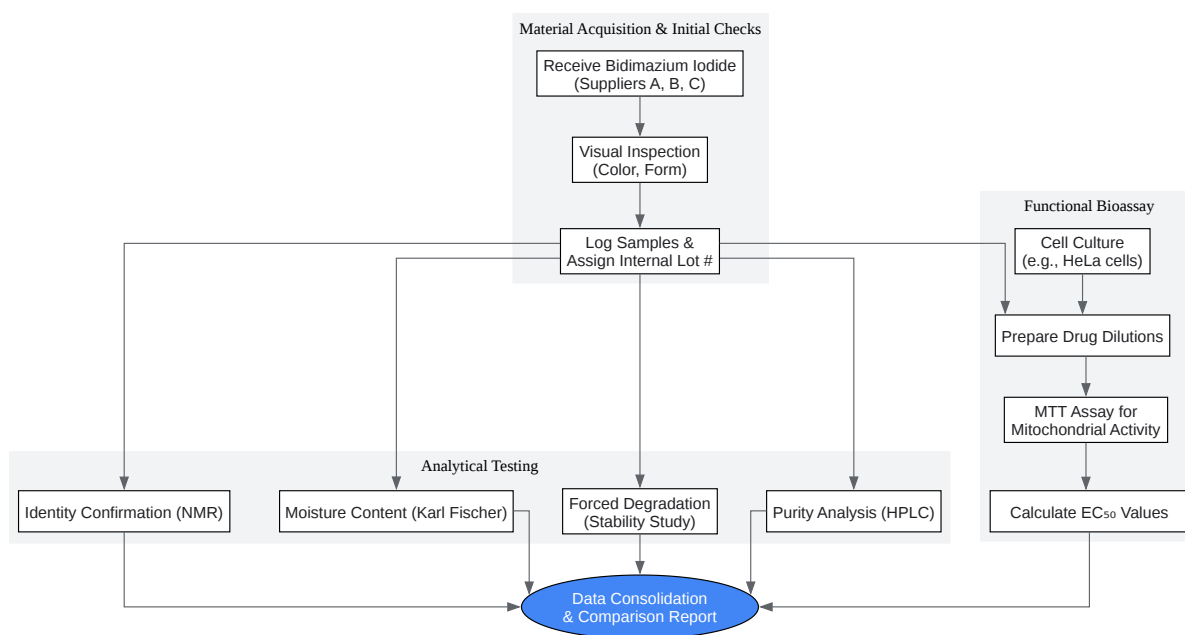 Material Acquisition & Initial Checks
Receive Bidimazium Iodide
(Suppliers A, B, C)
Visual Inspection
(Color, Form)
Log Samples &
Assign Internal Lot #
Functional Bioassay
Cell Culture
(e.g., HeLa cells)
Prepare Drug Dilutions
MTT Assay for
Mitochondrial Activity
Calculate EC₅₀ Values
Analytical Testing
Identity Confirmation (NMR)
Moisture Content (Karl Fischer)
Forced Degradation
(Stability Study)
Purity Analysis (HPLC)
Data Consolidation
& Comparison Report